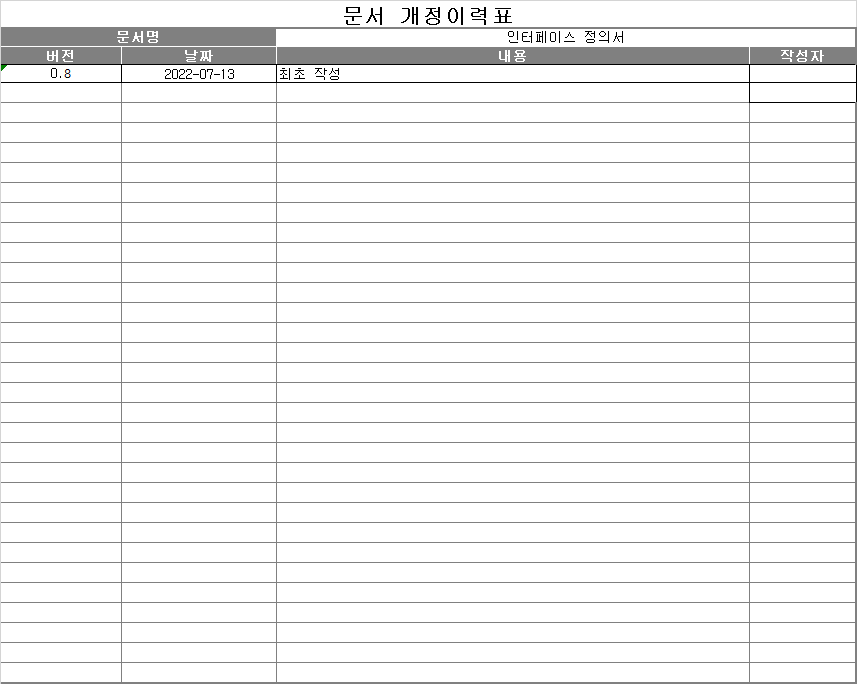 문서 개정이력표
문서명 인터페이스 정의서
버전 날짜 내용 작성자
0.8 2022-07-13 최초 작성